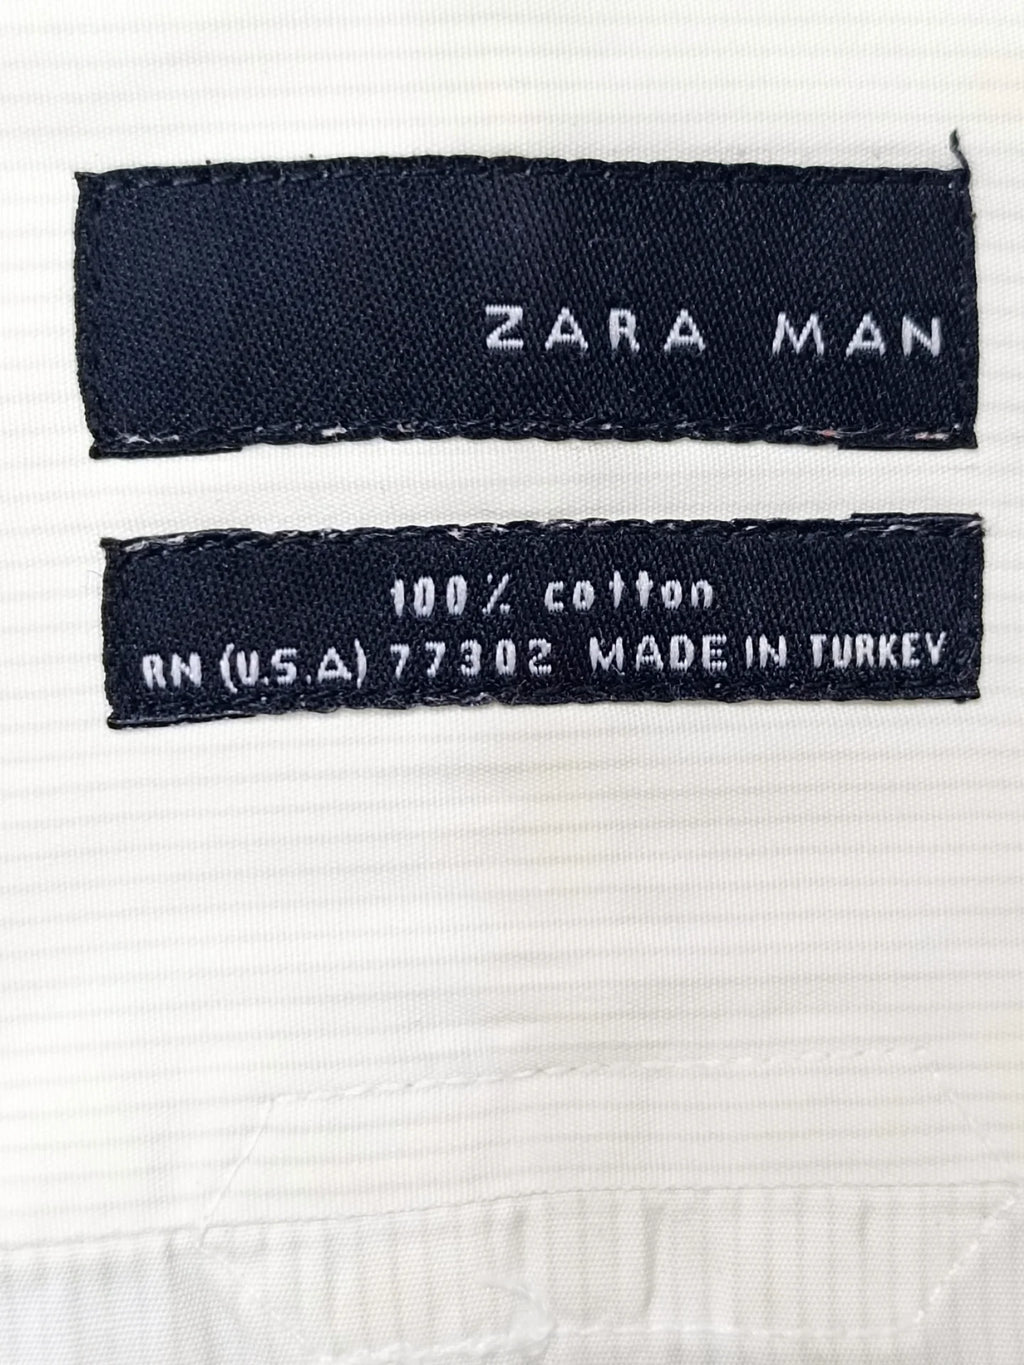 ZARA MAN
100% cotton
RN (U.S.A) 77302 MADE IN TURKEY